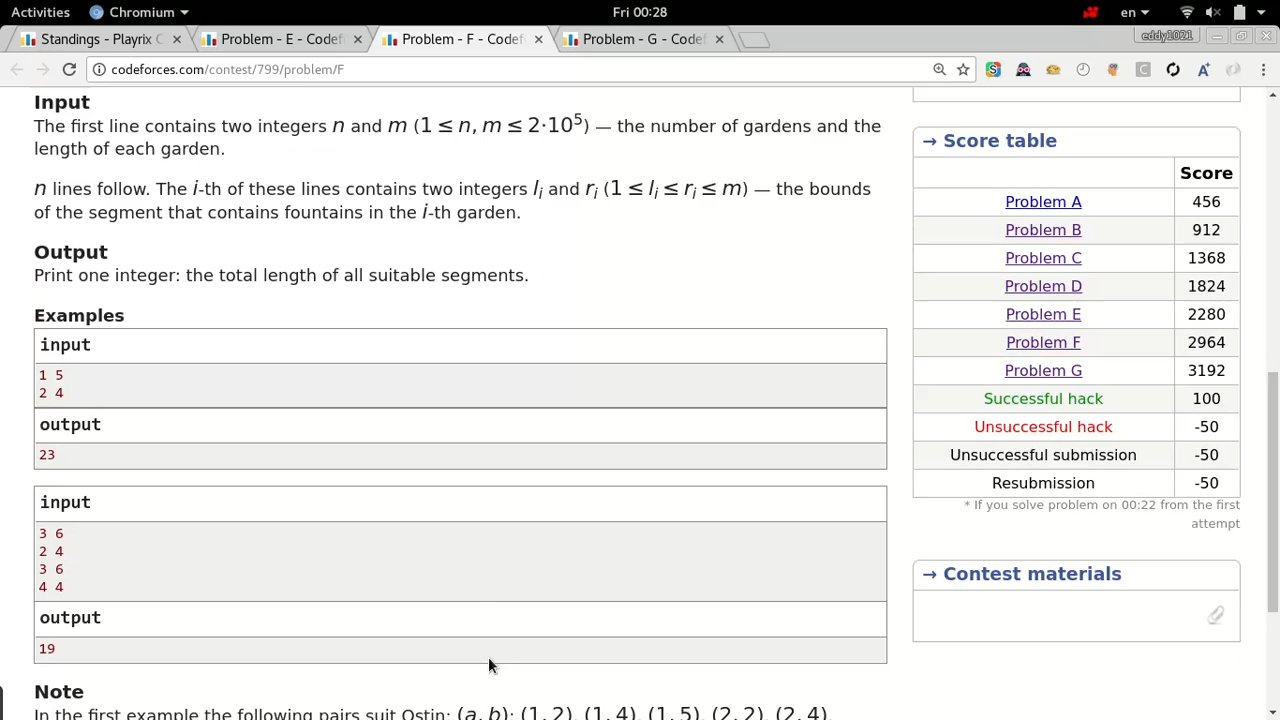 Activities Chromium Fri 00:28 en
Standings - Playrix C Problem - E - Codef Problem - F - Codef Problem - G - Codef eddy1021
codeforces.com/contest/799/problem/F
Input
The first line contains two integers n and m (1 ≤ n, m ≤ 2·10⁵) — the number of gardens and the
length of each garden.
n lines follow. The i-th of these lines contains two integers lᵢ and rᵢ (1 ≤ lᵢ ≤ rᵢ ≤ m) — the bounds
of the segment that contains fountains in the i-th garden.
Output
Print one integer: the total length of all suitable segments.
Examples
input
1 5
2 4
output
23
input
3 6
2 4
3 6
4 4
output
19
Note
In the first example the following pairs suit Ostin: (a, b): (1, 2), (1, 4), (1, 5), (2, 2), (2, 4),
→ Score table
Score
Problem A 456
Problem B 912
Problem C 1368
Problem D 1824
Problem E 2280
Problem F 2964
Problem G 3192
Successful hack 100
Unsuccessful hack -50
Unsuccessful submission -50
Resubmission -50
* If you solve problem on 00:22 from the first
attempt
→ Contest materials